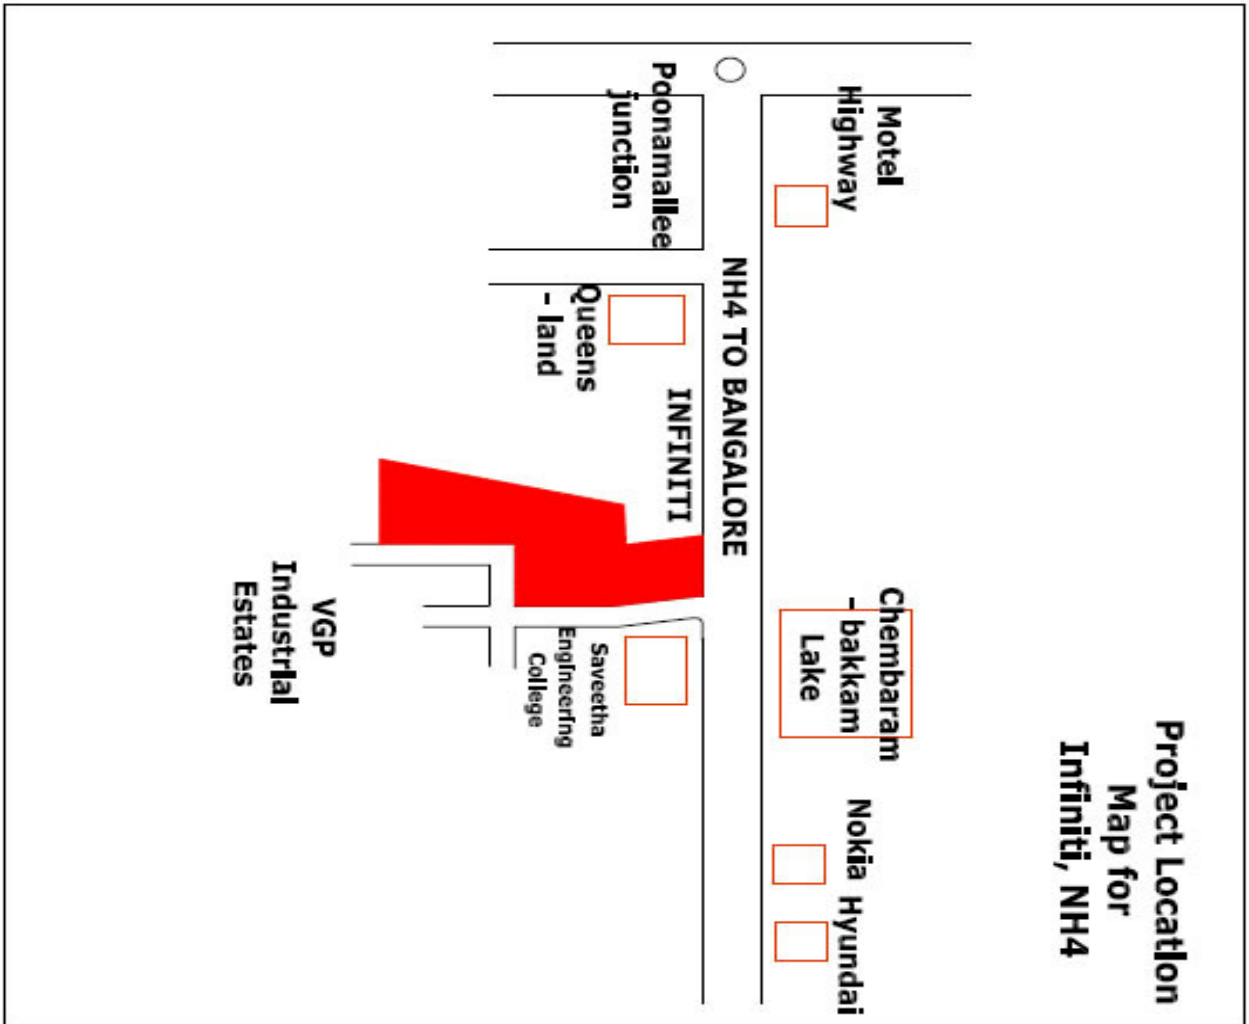 Project Location
Map for
Infiniti, NH4
Motel
Highway
Chembaram
- bakkam
Lake
Nokia
Hyundai
NH4 TO BANGALORE
Poonamallee
junction
INFINITI
Queens
- land
Saveetha
Engineering
College
VGP
Industrial
Estates